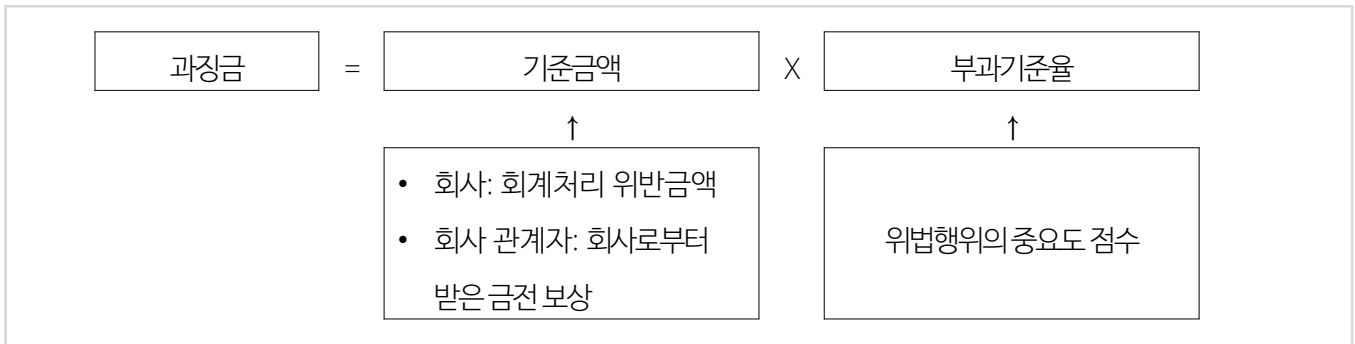 과징금 = 기준금액 X 부과기준율
↑ ↑
• 회사: 회계처리 위반금액
• 회사 관계자: 회사로부터
받은 금전 보상
위법행위의 중요도 점수